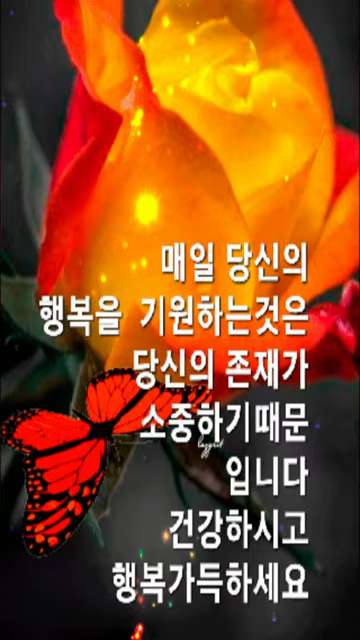 매일 당신의
행복을 기원하는것은
당신의 존재가
소중하기때문
입니다
건강하시고
행복가득하세요